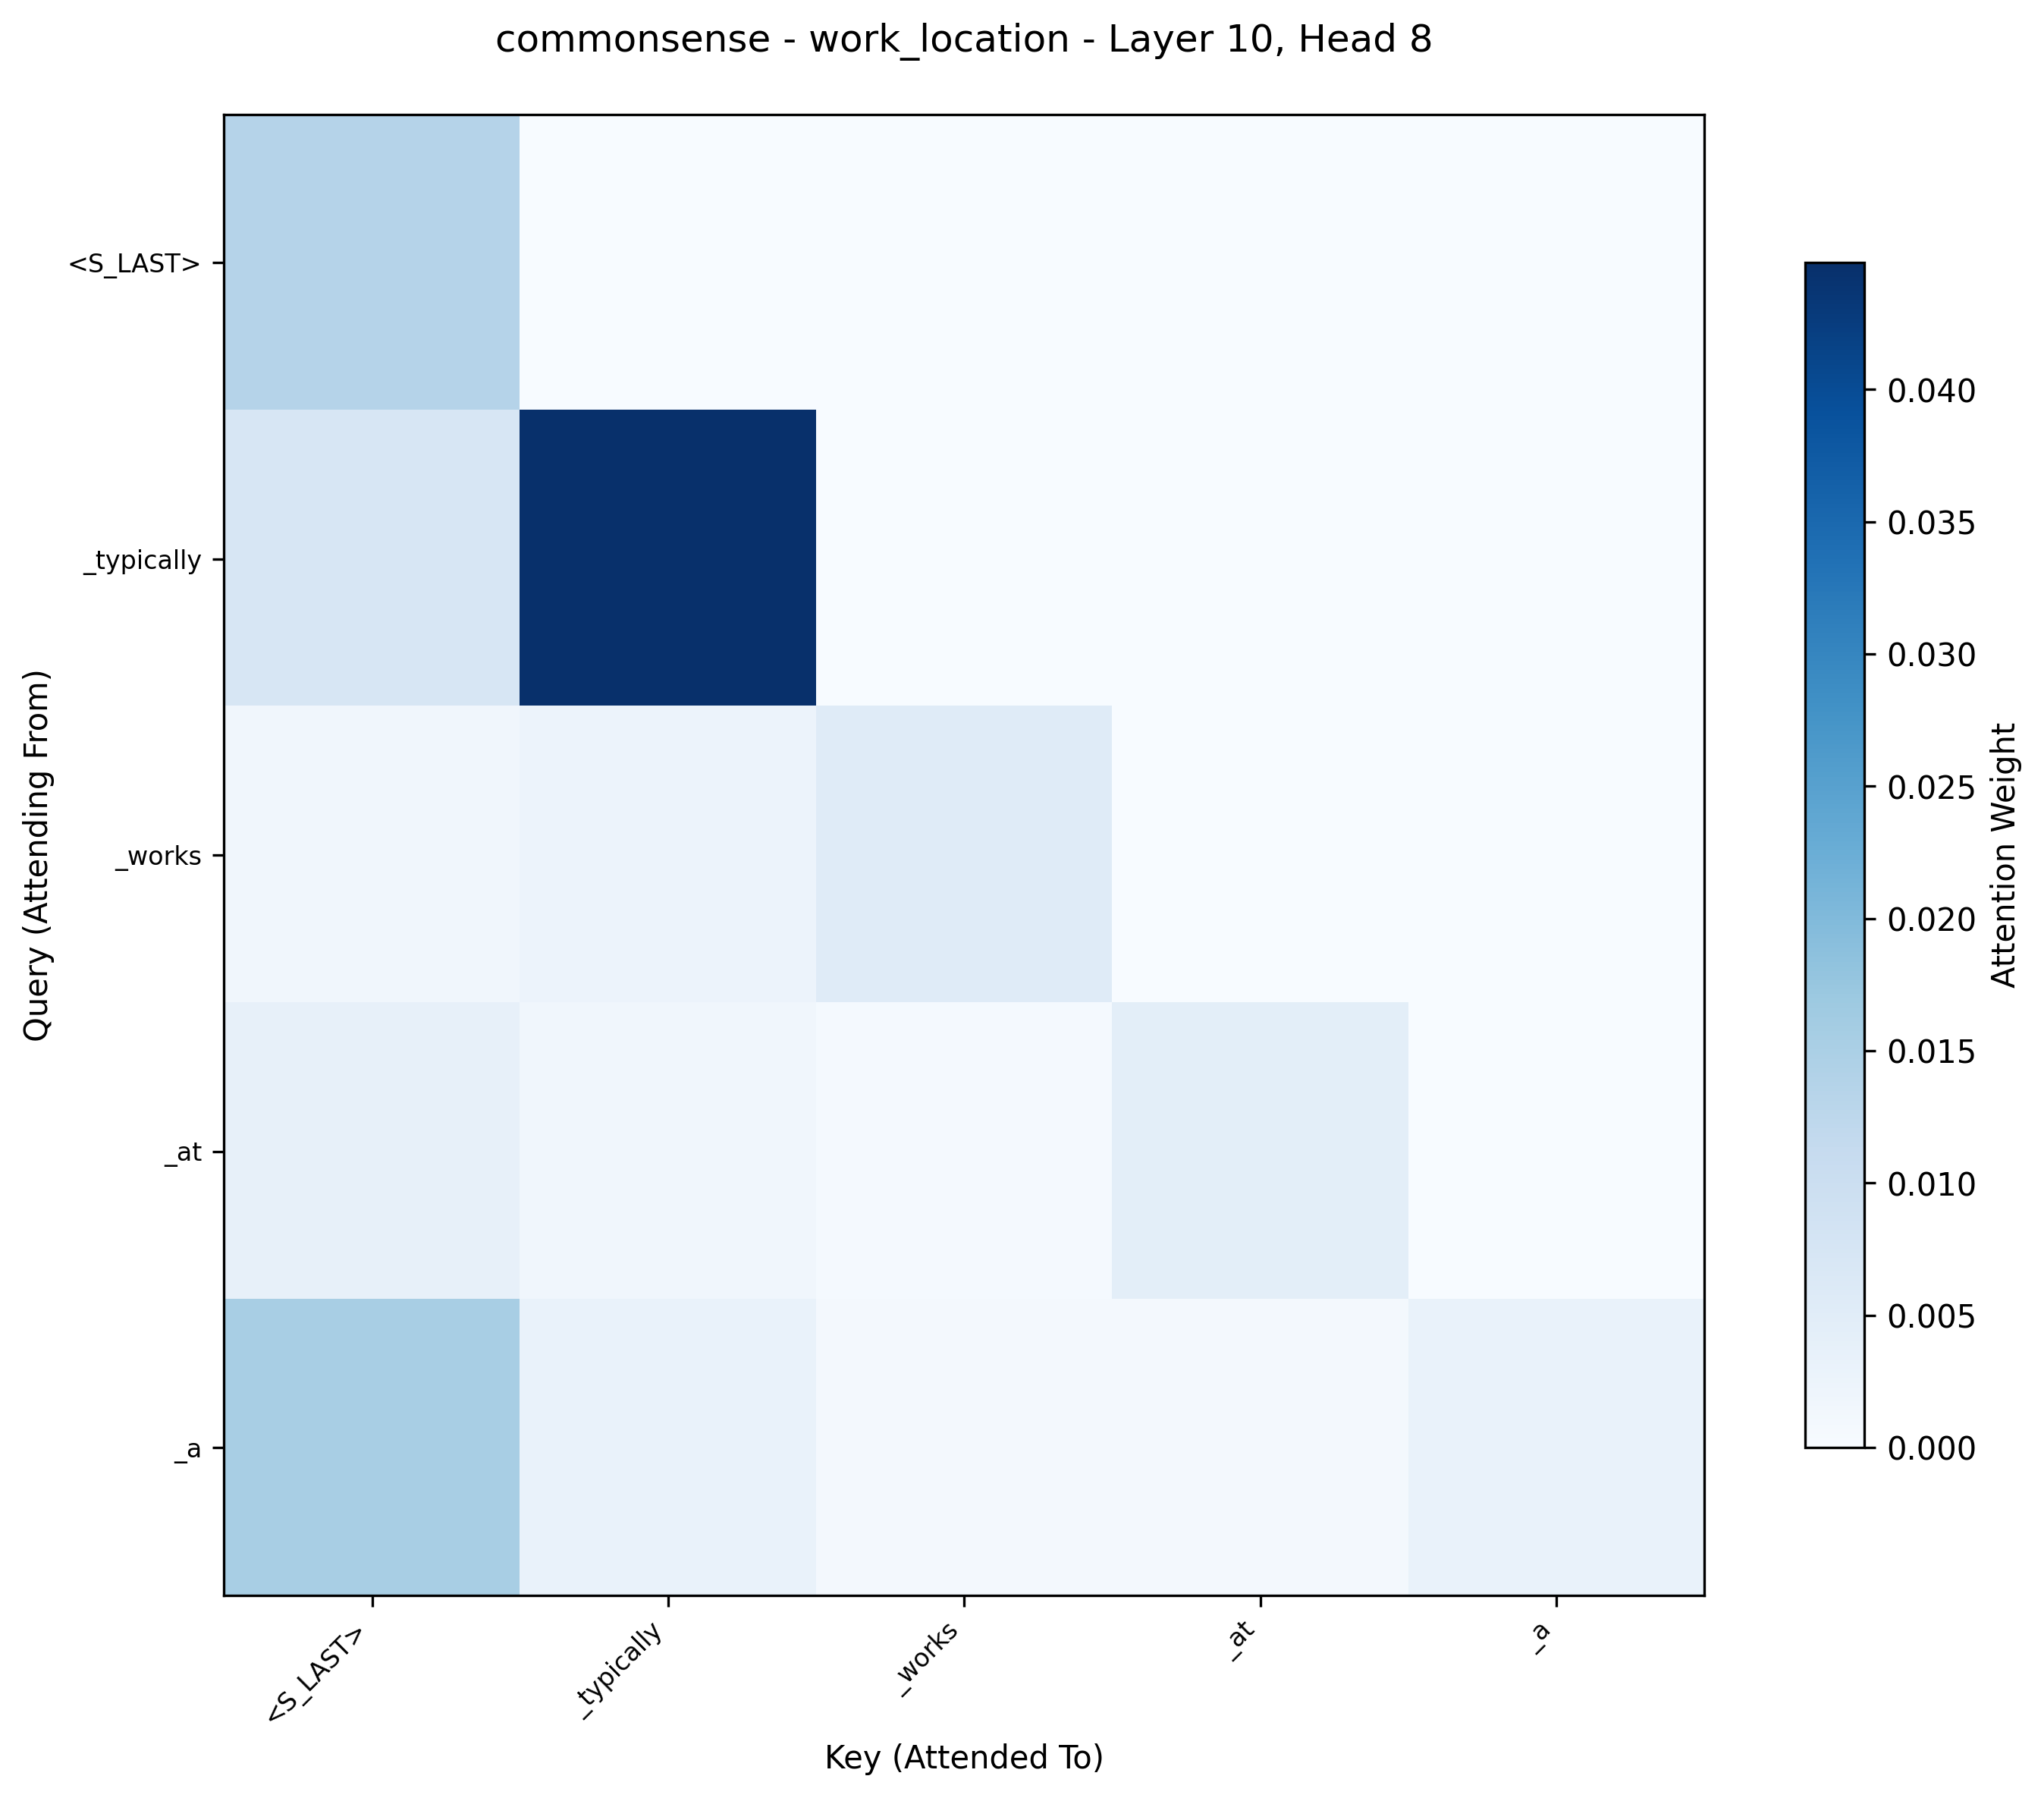 commonsense - work_location - Layer 10, Head 8
Query (Attending From)
<S_LAST>
_typically
_works
_at
_a
<S_LAST>
_typically
_works
_at
_a
Key (Attended To)
0.040
0.035
0.030
0.025
0.020
0.015
0.010
0.005
0.000
Attention Weight